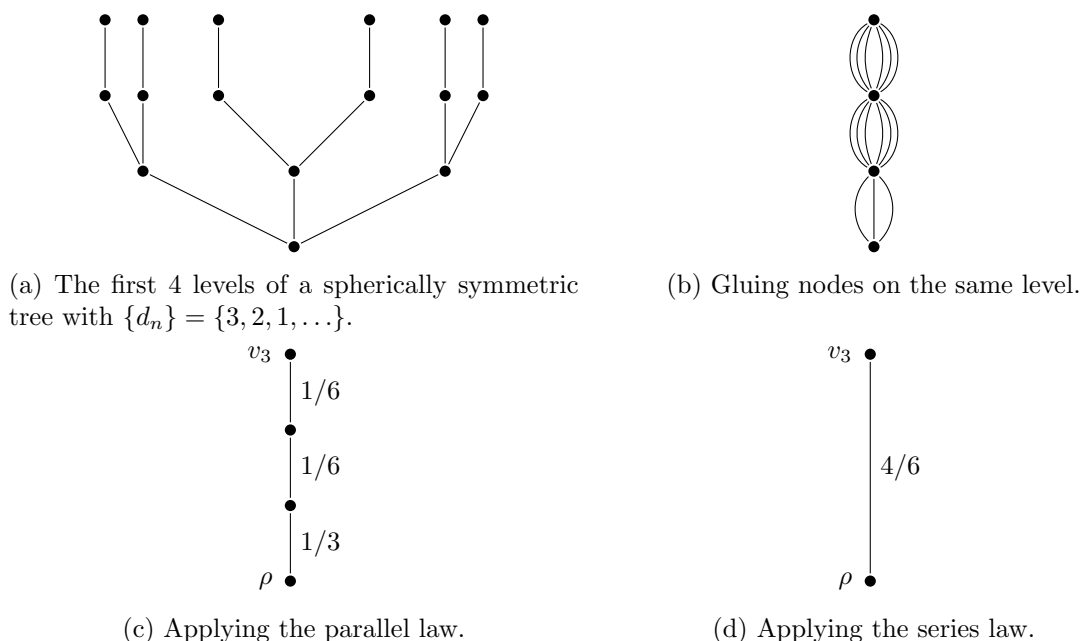 (a) The first 4 levels of a spherically symmetric
tree with {d_n} = {3, 2, 1, . . .}.
(b) Gluing nodes on the same level.
v_3
1/6
1/6
1/3
ρ
(c) Applying the parallel law.
v_3
4/6
ρ
(d) Applying the series law.